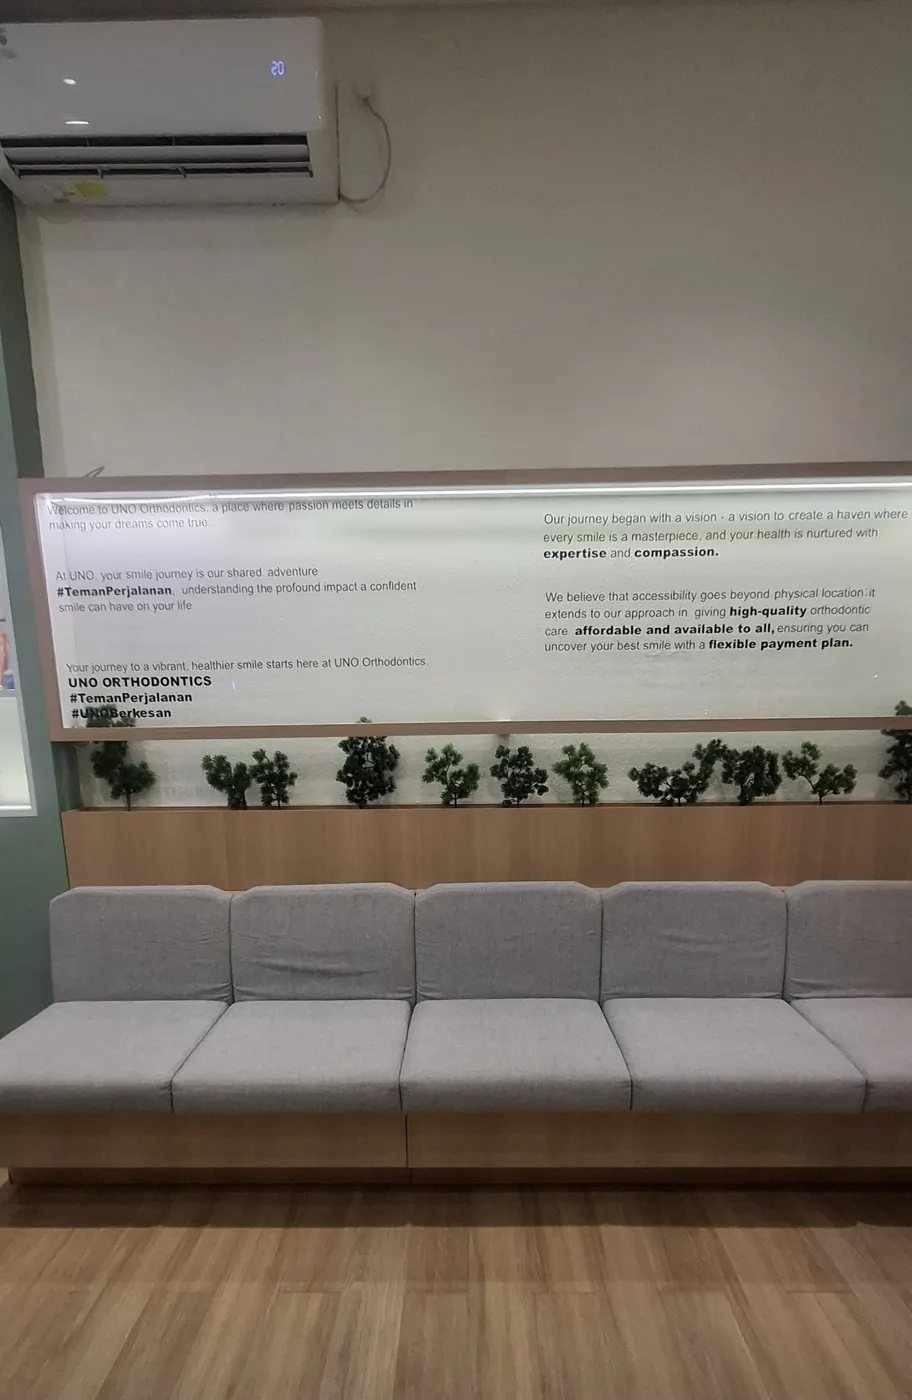 20
Welcome to UNO Orthodontics, a place where passion meets details in
making your dreams come true.
At UNO, your smile journey is our shared adventure
#TemanPerjalanan, understanding the profound impact a confident
smile can have on your life
Your journey to a vibrant, healthier smile starts here at UNO Orthodontics.
UNO ORTHODONTICS
#TemanPerjalanan
#UNOBerkesan
Our journey began with a vision - a vision to create a haven where
every smile is a masterpiece, and your health is nurtured with
expertise and compassion.
We believe that accessibility goes beyond physical location: it
extends to our approach in giving high-quality orthodontic
care affordable and available to all, ensuring you can
uncover your best smile with a flexible payment plan.